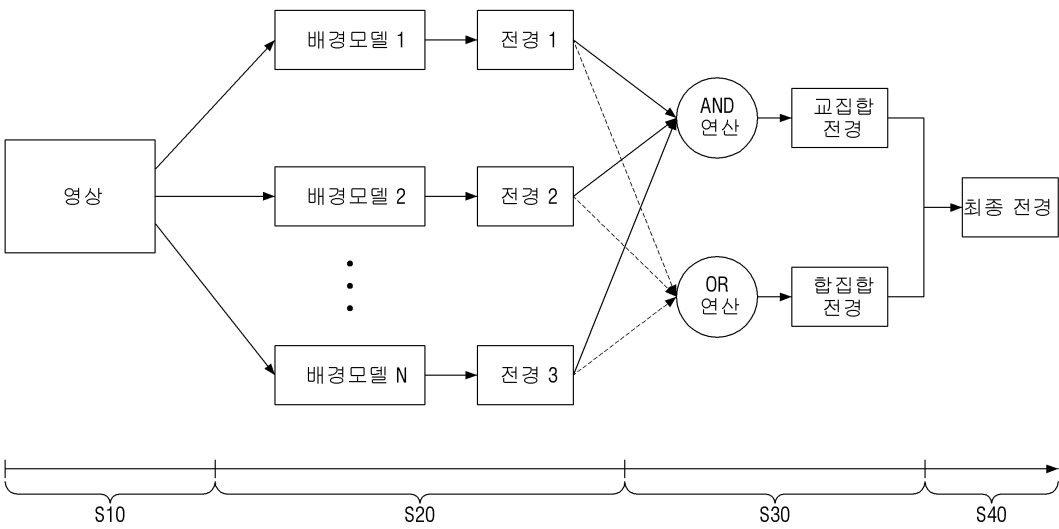 영상
배경모델 1
전경 1
배경모델 2
전경 2
배경모델 N
전경 3
AND
연산
교집합
전경
OR
연산
합집합
전경
최종 전경
S10
S20
S30
S40